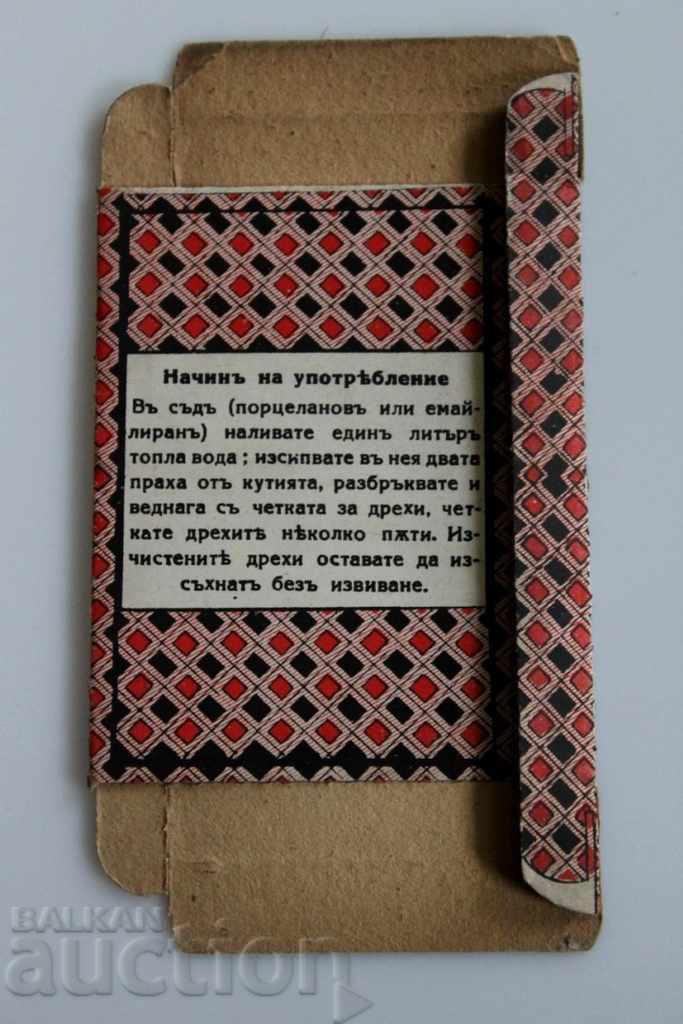 Начинъ на употрѣбление
Въ съдъ (порцелановъ или емай-
лиранъ) наливате единъ литъръ
топла вода ; изсипвате въ нея двата
праха отъ кутията, разбръквате и
веднага съ четката за дрехи, чет-
кате дрехитѣ нѣколко пѫти. Из-
чистенитѣ дрехи оставате да из-
съхнатъ безъ извиване.
BALKAN
auction